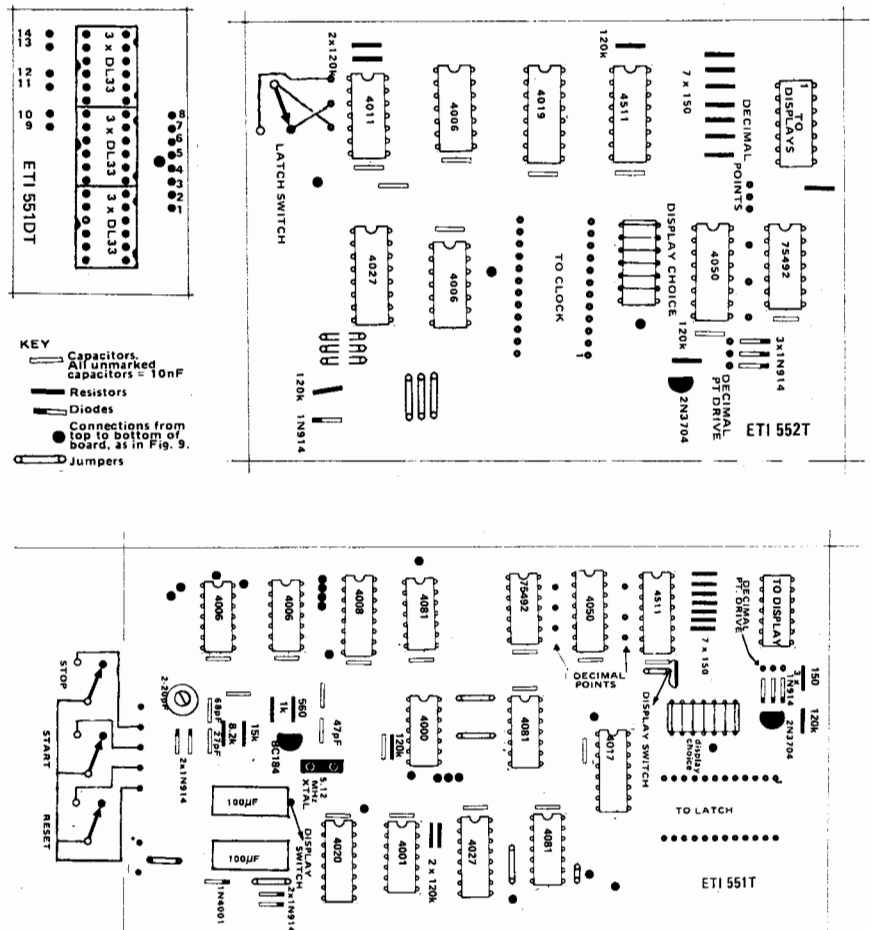 14
13
12
11
10
9
3 x DL33
3 x DL33
3 x DL33
8
7
6
5
4
3
2
1
ETI 551DT
KEY
Capacitors.
All unmarked
capacitors = 10nF
Resistors
Diodes
Connections from
top to bottom of
board, as in Fig. 9.
Jumpers
2x120k
4011
4006
4019
120k
4511
7 x 150
DECIMAL
POINTS
1
TO
DISPLAYS
LATCH SWITCH
4027
4006
TO CLOCK
1
DISPLAY CHOICE
4050
75492
120k
1N914
120k
2N3704
DECIMAL
PT DRIVE
3x1N914
ETI 552T
STOP
START
RESET
4006
4006
4008
4081
75492
4050
4511
7 x 150
DECIMAL
PT. DRIVE
TO DISPLAY
DECIMAL
POINTS
2-20pF
68pF
27pF
8.2k
15k
1k
560
BC184
47pF
2x1N914
5.12
MHz
XTAL
120k
4000
4081
4017
DISPLAY SWITCH
display
choice
1N914
150
2N3704
120k
100µF
100µF
DISPLAY
SWITCH
4020
4001
2 x 120k
4027
4081
TO LATCH
1N4001
2x1N914
ETI 551T